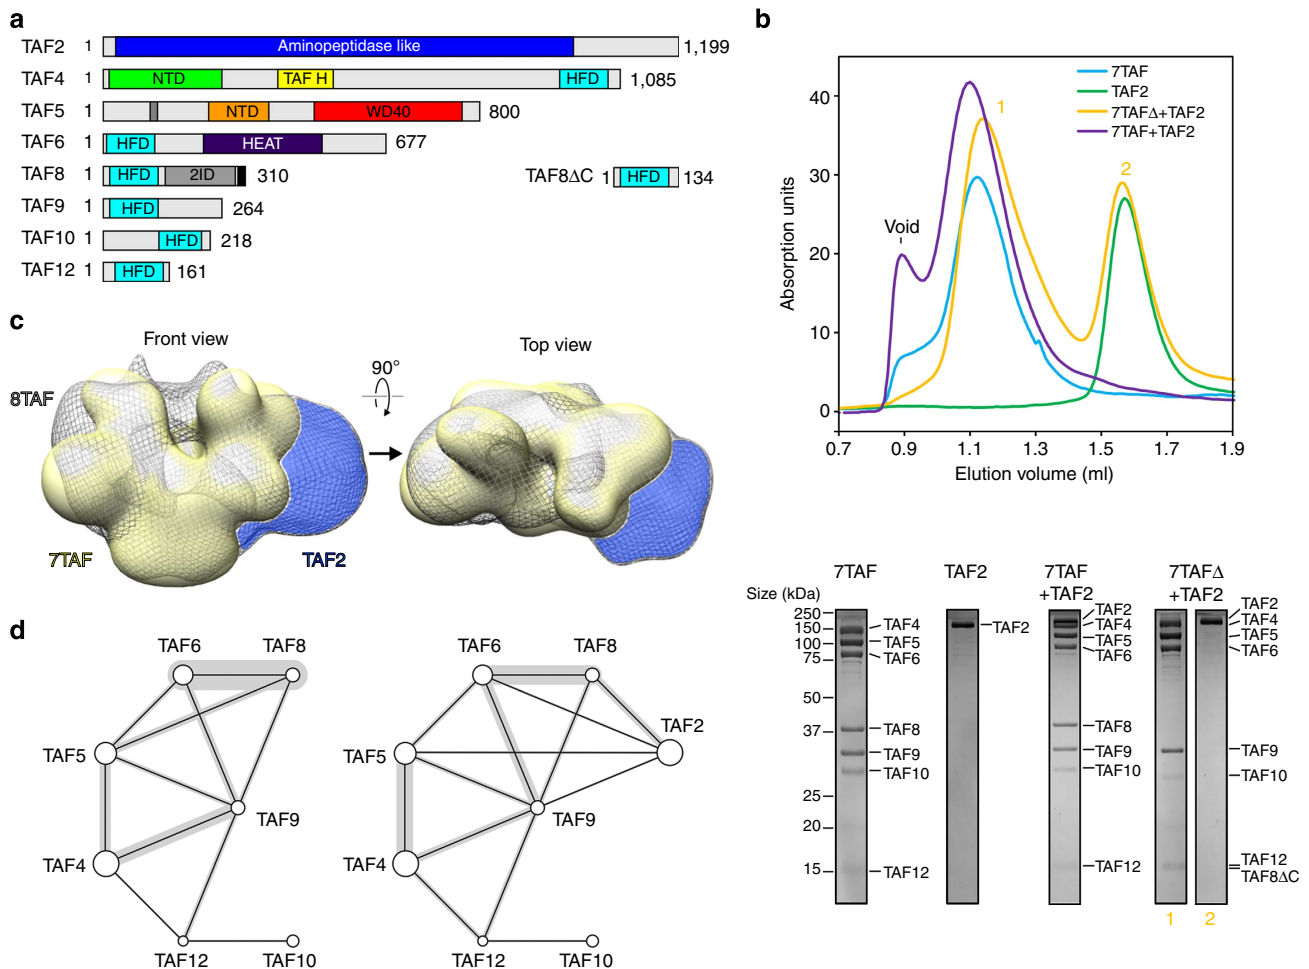 a
TAF2 1 Aminopeptidase like 1,199
TAF4 1 NTD TAF H HFD 1,085
TAF5 1 NTD WD40 800
TAF6 1 HFD HEAT 677
TAF8 1 HFD 2ID 310
TAF8ΔC 1 HFD 134
TAF9 1 HFD 264
TAF10 1 HFD 218
TAF12 1 HFD 161
b
7TAF
TAF2
7TAFΔ+TAF2
7TAF+TAF2
1
2
Void
Absorption units
40
30
20
10
0
0.7 0.9 1.1 1.3 1.5 1.7 1.9
Elution volume (ml)
7TAF
TAF2
7TAF
+TAF2
7TAFΔ
+TAF2
Size (kDa)
250
150
100
75
50
37
25
20
15
TAF4
TAF5
TAF6
TAF8
TAF9
TAF10
TAF12
TAF2
TAF2
TAF4
TAF5
TAF6
TAF8
TAF9
TAF10
TAF12
TAF2
TAF4
TAF5
TAF6
TAF9
TAF10
TAF12
TAF8ΔC
1 2
c
Front view
90°
Top view
8TAF
7TAF
TAF2
d
TAF6 TAF8
TAF5
TAF9
TAF4
TAF12 TAF10
TAF6 TAF8
TAF2
TAF5
TAF9
TAF4
TAF12 TAF10